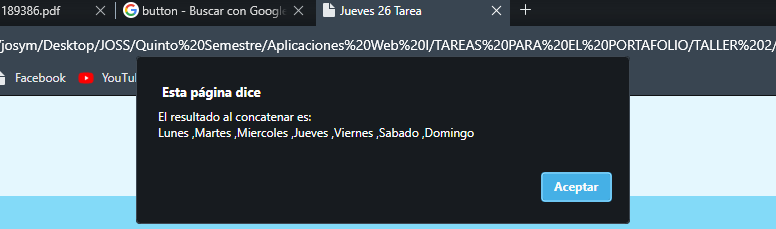 189386.pdf
button - Buscar con Google
Jueves 26 Tarea
/josym/Desktop/JOSS/Quinto%20Semestre/Aplicaciones%20Web%20I/TAREAS%20PARA%20EL%20PORTAFOLIO/TALLER%202/
Facebook
YouTu
Esta página dice
El resultado al concatenar es:
Lunes ,Martes ,Miercoles ,Jueves ,Viernes ,Sabado ,Domingo
Aceptar